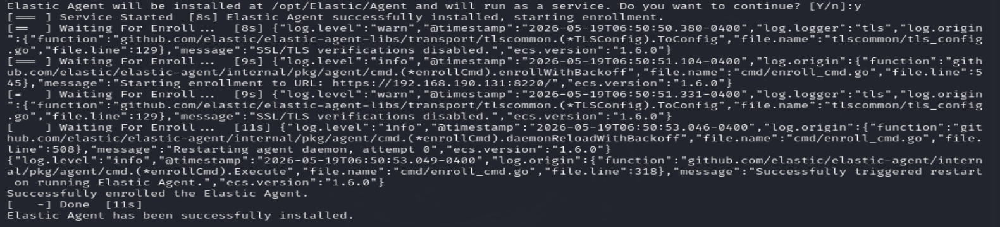 Elastic Agent will be installed at /opt/Elastic/Agent and will run as a service. Do you want to continue? [Y/n]:y
[=== ] Service Started  [8s] Elastic Agent successfully installed, starting enrollment.
[==  ] Waiting For Enroll...  [8s] {"log.level":"warn","@timestamp":"2026-05-19T06:50:50.380-0400","log.logger":"tls","log.origin
":{"function":"github.com/elastic/elastic-agent-libs/transport/tlscommon.(*TLSConfig).ToConfig","file.name":"tlscommon/tls_config
.go","file.line":129},"message":"SSL/TLS verifications disabled.","ecs.version":"1.6.0"}
[=== ] Waiting For Enroll...  [9s] {"log.level":"info","@timestamp":"2026-05-19T06:50:51.104-0400","log.origin":{"function":"gith
ub.com/elastic/elastic-agent/internal/pkg/agent/cmd.(*enrollCmd).enrollWithBackoff","file.name":"cmd/enroll_cmd.go","file.line":5
45},"message":"Starting enrollment to URL: https://192.168.190.131:8220/","ecs.version":"1.6.0"}
[=   ] Waiting For Enroll...  [9s] {"log.level":"warn","@timestamp":"2026-05-19T06:50:51.331-0400","log.logger":"tls","log.origin
":{"function":"github.com/elastic/elastic-agent-libs/transport/tlscommon.(*TLSConfig).ToConfig","file.name":"tlscommon/tls_config
.go","file.line":129},"message":"SSL/TLS verifications disabled.","ecs.version":"1.6.0"}
[    ] Waiting For Enroll...  [11s] {"log.level":"info","@timestamp":"2026-05-19T06:50:53.046-0400","log.origin":{"function":"git
hub.com/elastic/elastic-agent/internal/pkg/agent/cmd.(*enrollCmd).daemonReloadWithBackoff","file.name":"cmd/enroll_cmd.go","file.
line":508},"message":"Restarting agent daemon, attempt 0","ecs.version":"1.6.0"}
{"log.level":"info","@timestamp":"2026-05-19T06:50:53.049-0400","log.origin":{"function":"github.com/elastic/elastic-agent/intern
al/pkg/agent/cmd.(*enrollCmd).Execute","file.name":"cmd/enroll_cmd.go","file.line":318},"message":"Successfully triggered restart
 on running Elastic Agent.","ecs.version":"1.6.0"}
Successfully enrolled the Elastic Agent.
[   =] Done  [11s]
Elastic Agent has been successfully installed.